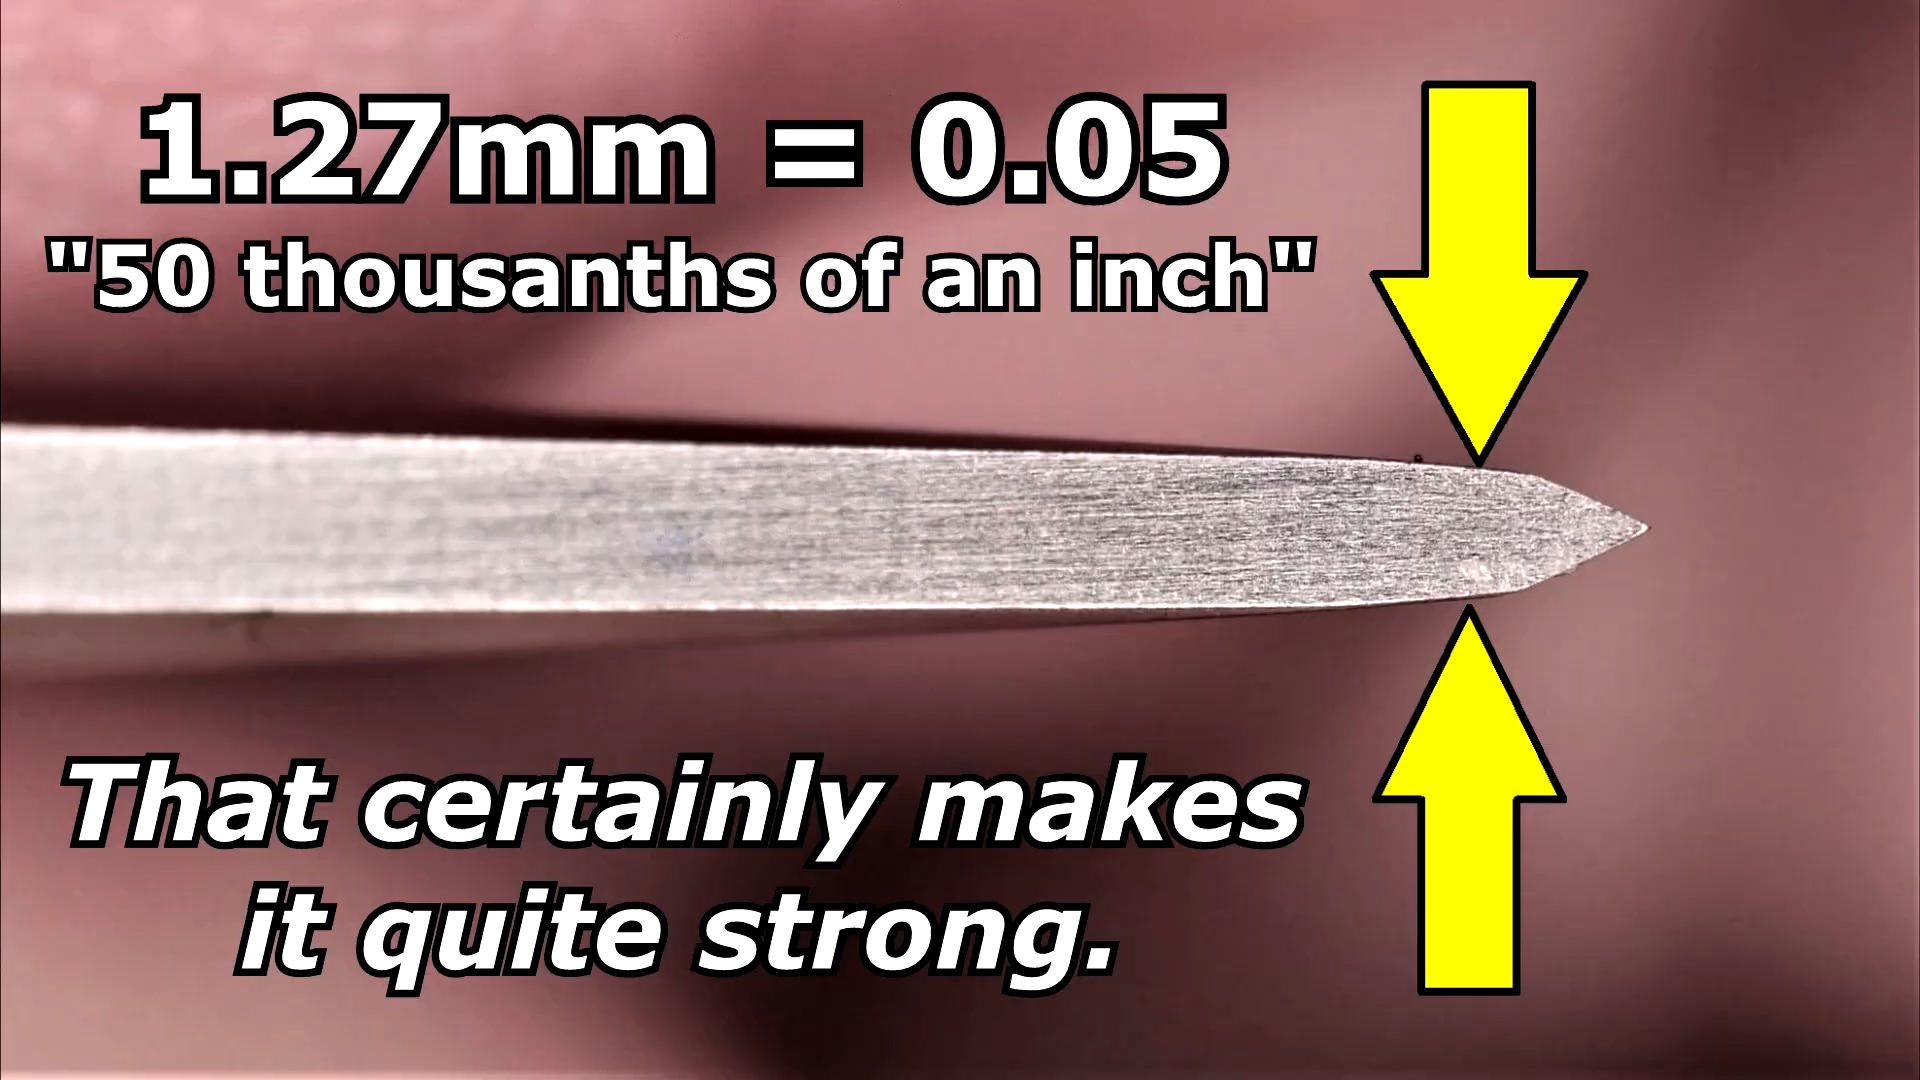 1.27mm = 0.05
"50 thousanths of an inch"
That certainly makes
it quite strong.